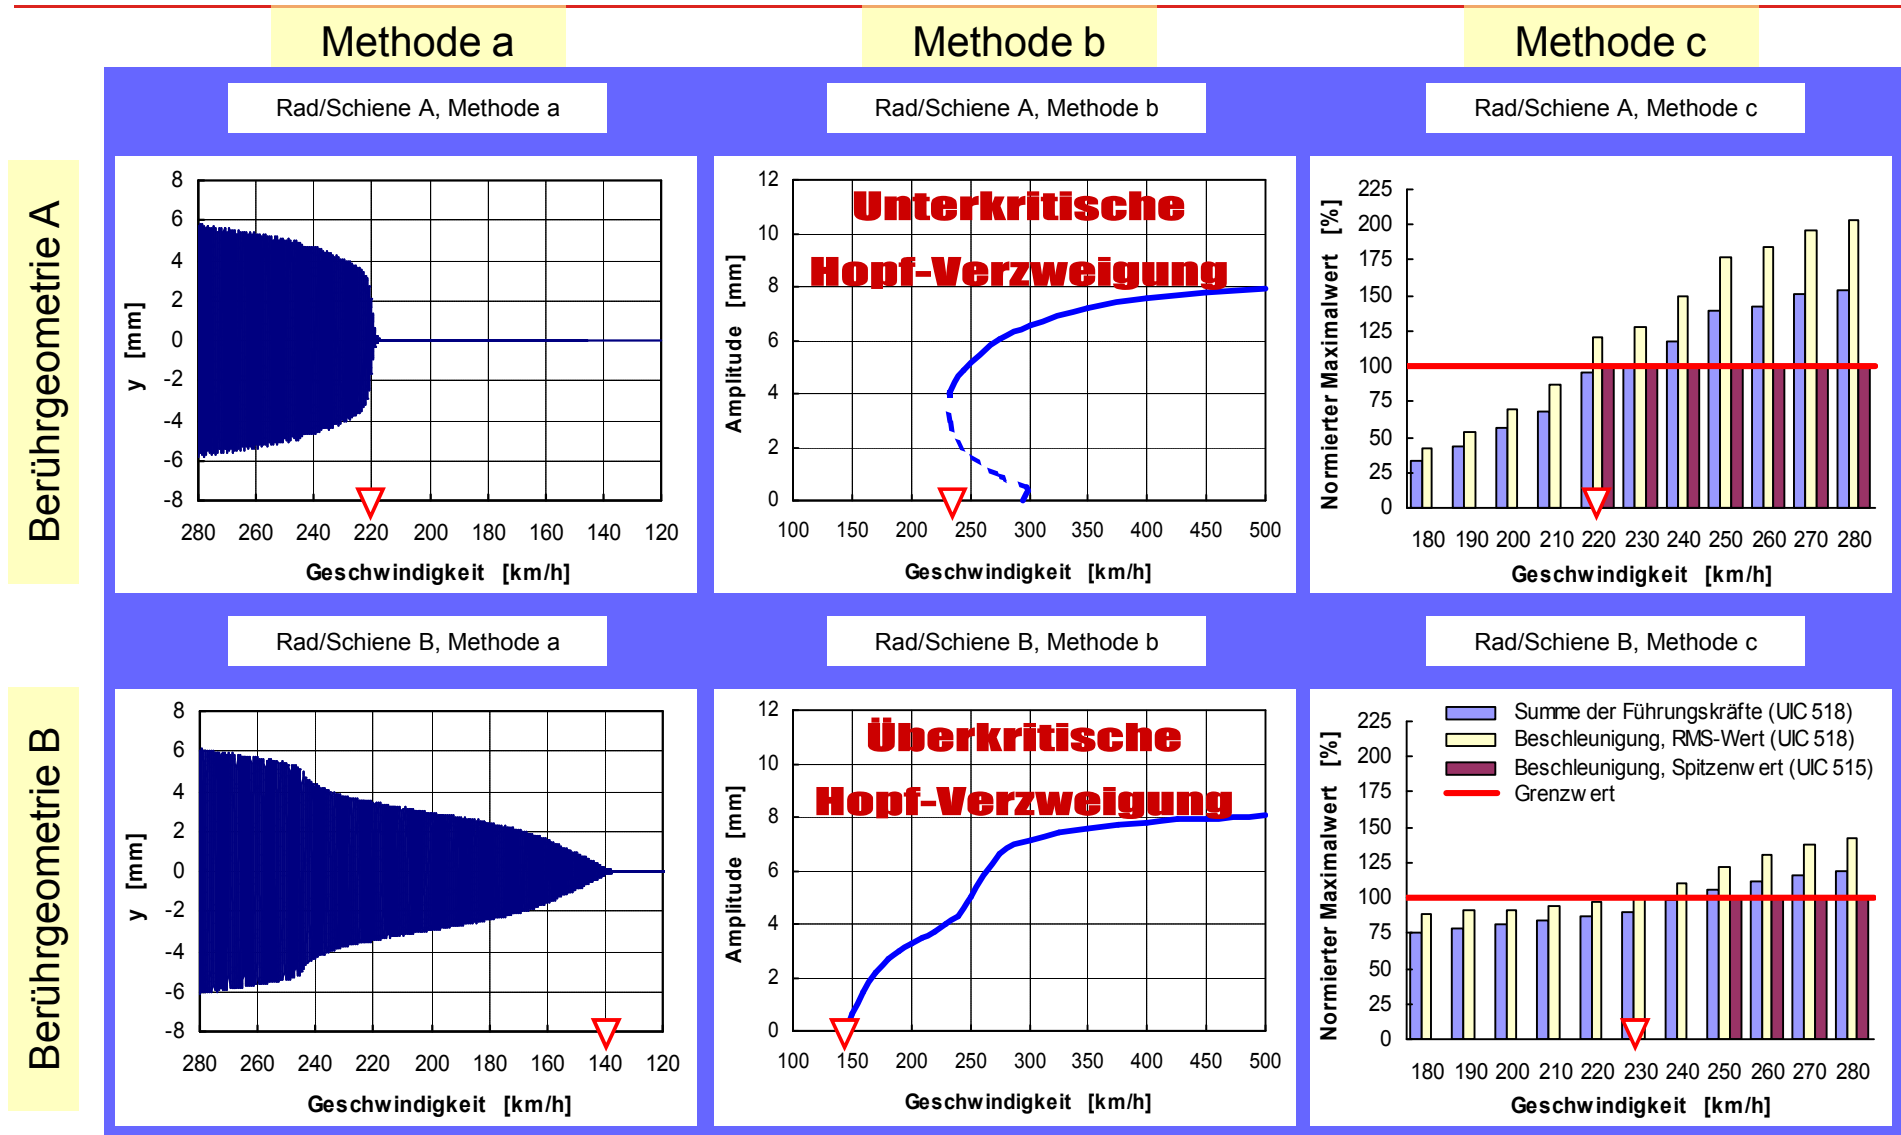 Methode a
Methode b
Methode c
Berührgeometrie A
Rad/Schiene A, Methode a
8
6
4
2
0
-2
-4
-6
-8
y [mm]
280 260 240 220 200 180 160 140 120
Geschwindigkeit [km/h]
Rad/Schiene A, Methode b
Unterkritische
Hopf-Verzweigung
12
10
8
6
4
2
0
Amplitude [mm]
100 150 200 250 300 350 400 450 500
Geschwindigkeit [km/h]
Rad/Schiene A, Methode c
225
200
175
150
125
100
75
50
25
0
Normierter Maximalwert [%]
180 190 200 210 220 230 240 250 260 270 280
Geschwindigkeit [km/h]
Berührgeometrie B
Rad/Schiene B, Methode a
8
6
4
2
0
-2
-4
-6
-8
y [mm]
280 260 240 220 200 180 160 140 120
Geschwindigkeit [km/h]
Rad/Schiene B, Methode b
Überkritische
Hopf-Verzweigung
12
10
8
6
4
2
0
Amplitude [mm]
100 150 200 250 300 350 400 450 500
Geschwindigkeit [km/h]
Rad/Schiene B, Methode c
Summe der Führungskräfte (UIC 518)
Beschleunigung, RMS-Wert (UIC 518)
Beschleunigung, Spitzenwert (UIC 515)
Grenzwert
225
200
175
150
125
100
75
50
25
0
Normierter Maximalwert [%]
180 190 200 210 220 230 240 250 260 270 280
Geschwindigkeit [km/h]